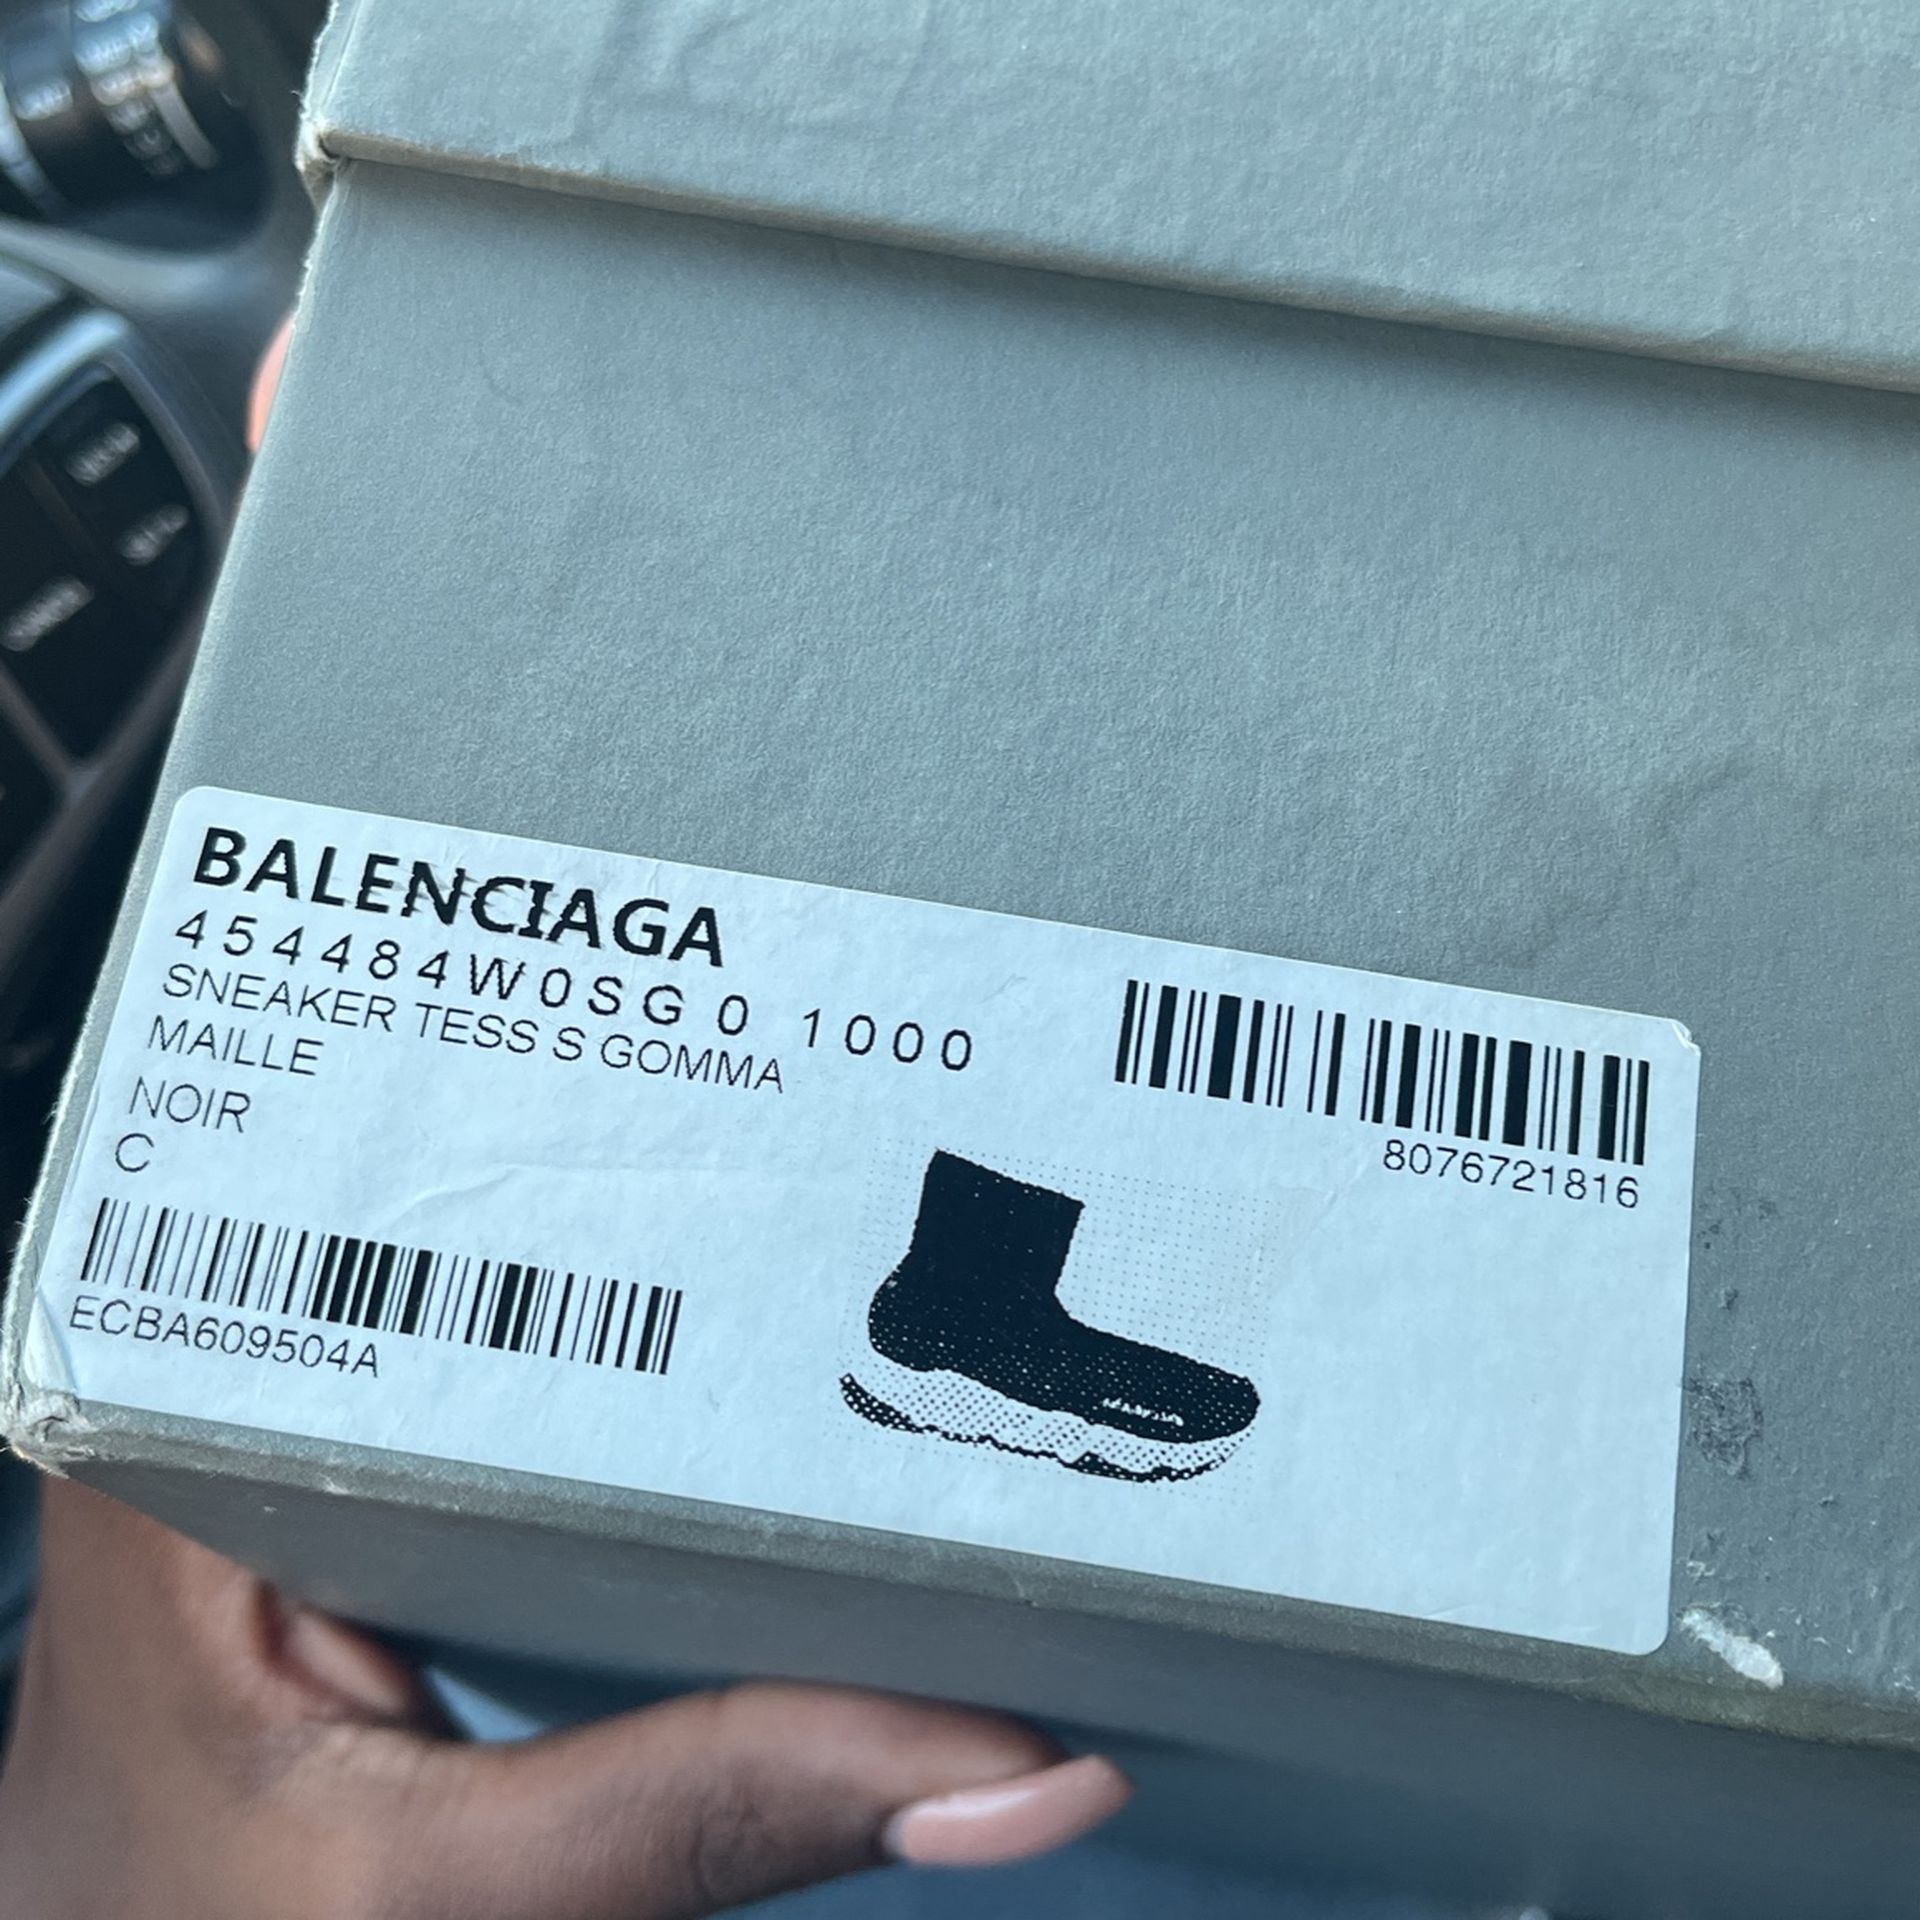 BALENCIAGA
454484W0SG0 1000
SNEAKER TESS S GOMMA
MAILLE
NOIR
C
8076721816
ECBA609504A